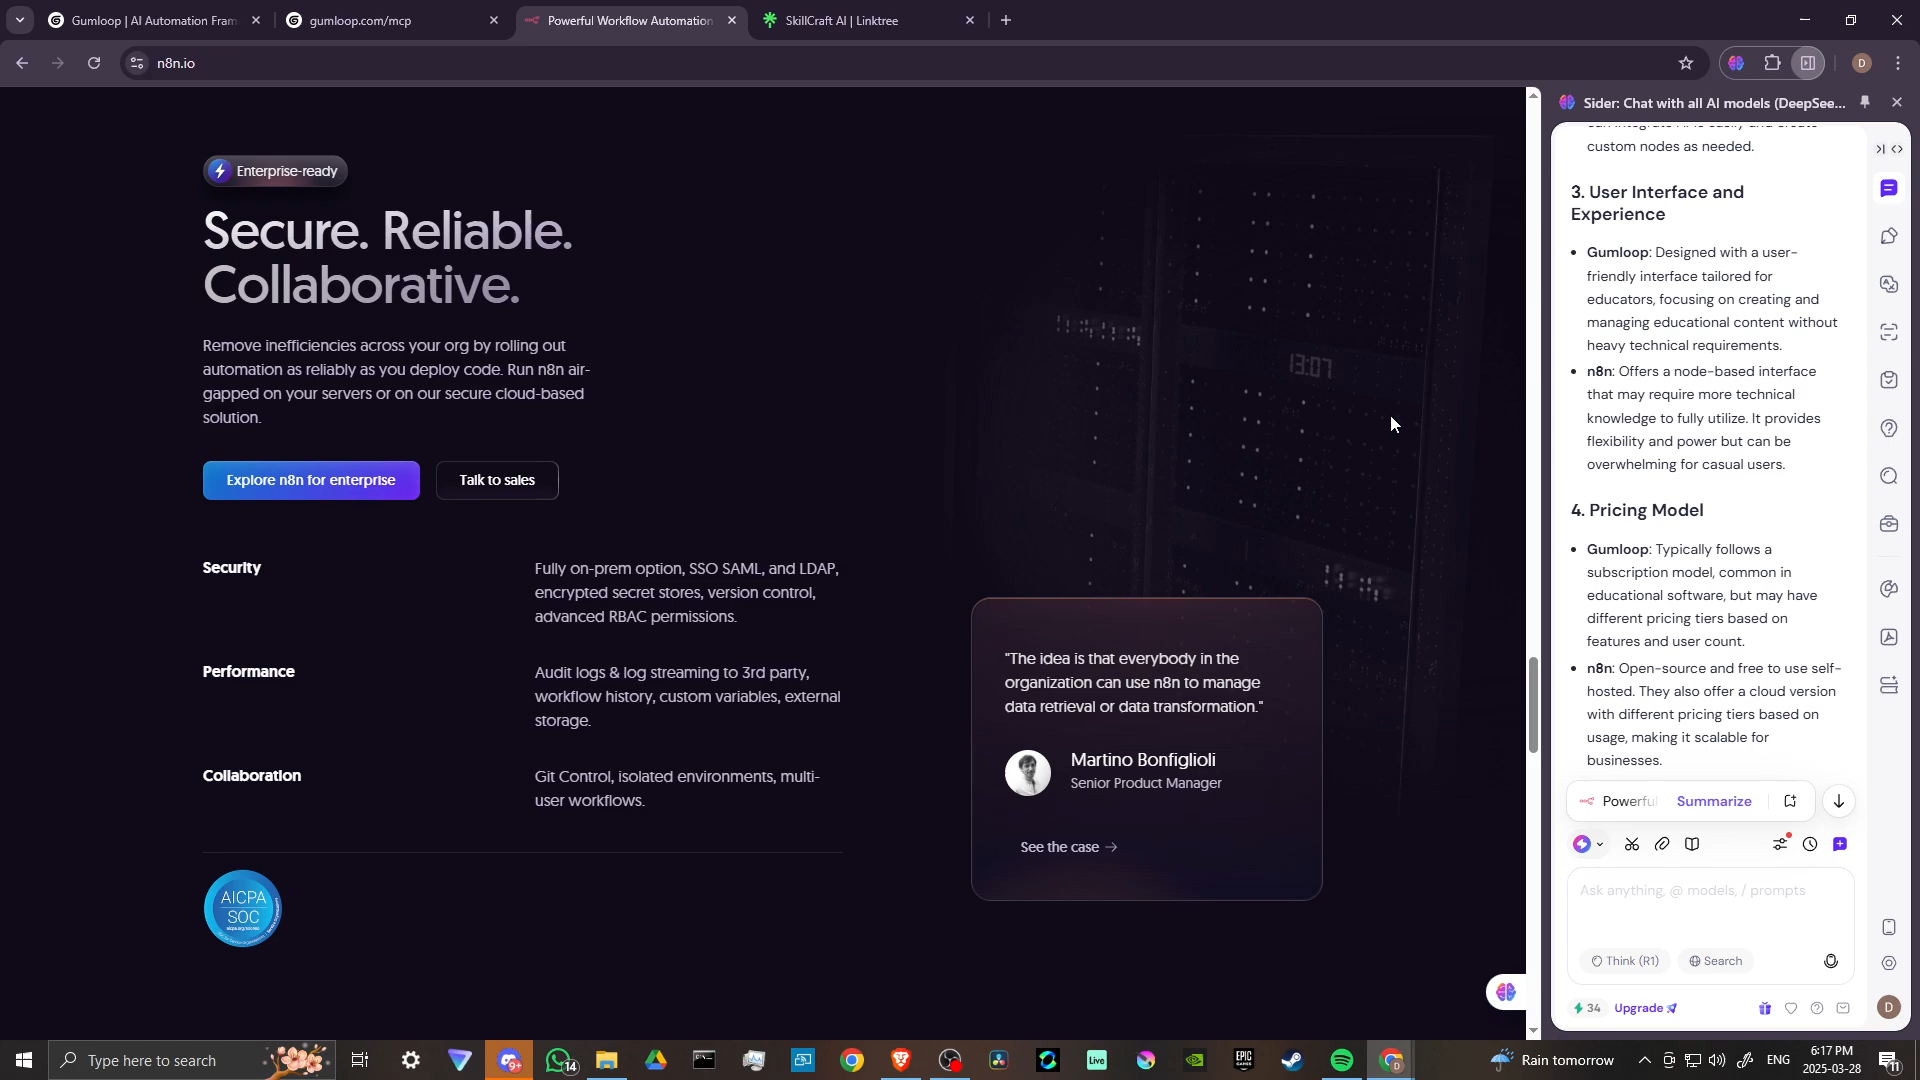 Gumloop | AI Automation Fram
gumloop.com/mcp
Powerful Workflow Automation
SkillCraft AI | Linktree
n8n.io
D
Enterprise-ready
Secure. Reliable.
Collaborative.
Remove inefficiencies across your org by rolling out
automation as reliably as you deploy code. Run n8n air-
gapped on your servers or on our secure cloud-based
solution.
Explore n8n for enterprise
Talk to sales
Security
Fully on-prem option, SSO SAML, and LDAP,
encrypted secret stores, version control,
advanced RBAC permissions.
Performance
Audit logs & log streaming to 3rd party,
workflow history, custom variables, external
storage.
Collaboration
Git Control, isolated environments, multi-
user workflows.
AICPA
SOC
13:07
"The idea is that everybody in the
organization can use n8n to manage
data retrieval or data transformation."
Martino Bonfiglioli
Senior Product Manager
See the case →
Sider: Chat with all AI models (DeepSee...
custom nodes as needed.
3. User Interface and
Experience
• Gumloop: Designed with a user-
friendly interface tailored for
educators, focusing on creating and
managing educational content without
heavy technical requirements.
• n8n: Offers a node-based interface
that may require more technical
knowledge to fully utilize. It provides
flexibility and power but can be
overwhelming for casual users.
4. Pricing Model
• Gumloop: Typically follows a
subscription model, common in
educational software, but may have
different pricing tiers based on
features and user count.
• n8n: Open-source and free to use self-
hosted. They also offer a cloud version
with different pricing tiers based on
usage, making it scalable for
businesses.
Powerful
Summarize
Ask anything, @ models, / prompts
Think (R1)
Search
34
Upgrade
D
Type here to search
9+
14
Live
EPIC
GAMES
D
Rain tomorrow
ENG
6:17 PM
2025-03-28
11